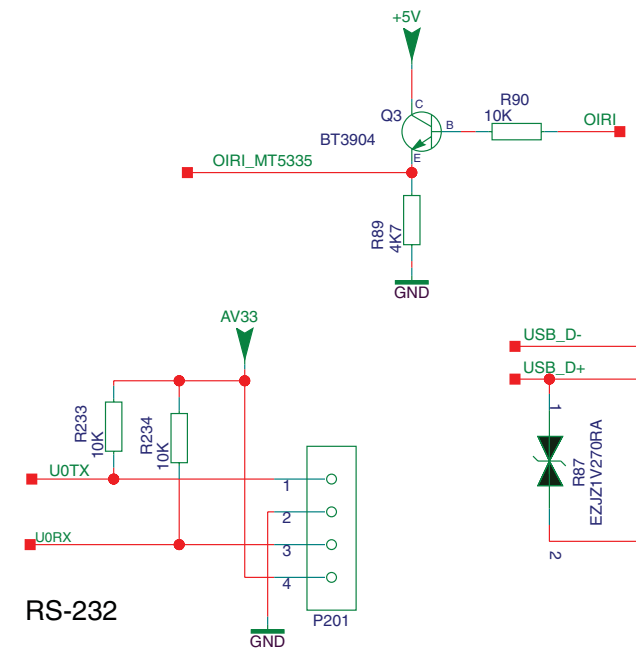 +5V
C
Q3
B
R90
10K
OIRI
BT3904
E
OIRI_MT5335
R89
4K7
GND
AV33
USB_D-
USB_D+
R233
10K
R234
10K
1
R87
EZJZ1V270RA
2
U0TX
1
2
U0RX
3
4
RS-232
P201
GND